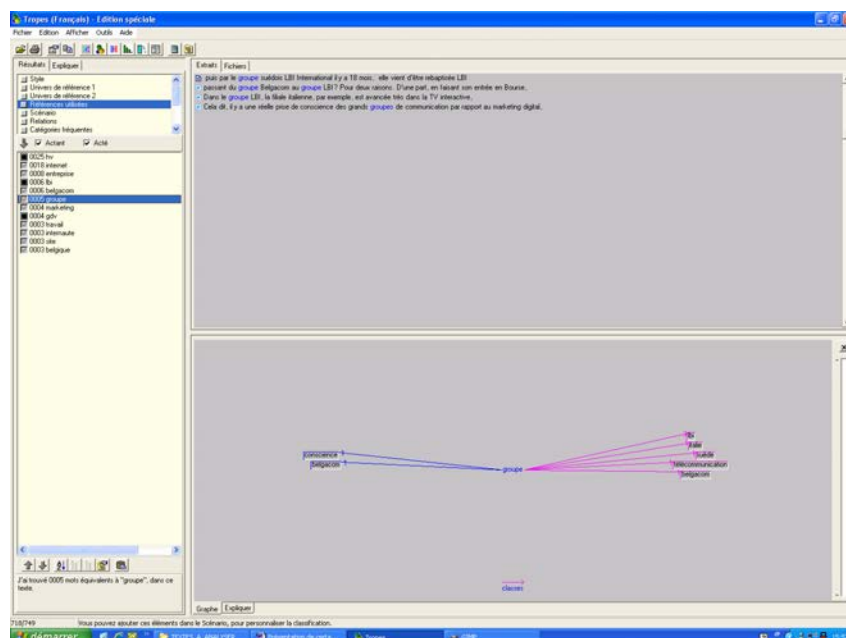 Tropes (Français) - Edition spéciale
Fichier Edition Afficher Outils Aide
Résultats Expliquer
Style
Univers de référence 1
Univers de référence 2
Références utilisées
Scénario
Relations
Catégories fréquentes
Actant Acté
0025 hv
0018 internet
0008 entreprise
0006 lbi
0006 belgacom
0005 groupe
0004 marketing
0004 gdv
0003 travail
0003 internaute
0003 site
0003 belgique
J'ai trouvé 0005 mots équivalents à "groupe", dans ce
texte.
Extraits Fichiers
puis par le groupe suédois LBI International il y a 18 mois,: elle vient d'être rebaptisée LBI
passant du groupe Belgacom au groupe LBI? Pour deux raisons. D'une part, en faisant son entrée en Bourse,
Dans le groupe LBI, la filiale italienne, par exemple, est avancée très dans la TV interactive,
Cela dit, il y a une réelle prise de conscience des grands groupes de communication par rapport au marketing digital,
lbi
italie
conscience
suède
belgacom
groupe
télécommunication
belgacom
classes
Graphe Expliquer
718/749 Vous pouvez ajouter ces éléments dans le Scénario, pour personnaliser la classification.
démarrer
TEXTES A ANALYSER
Tropes
GIMP